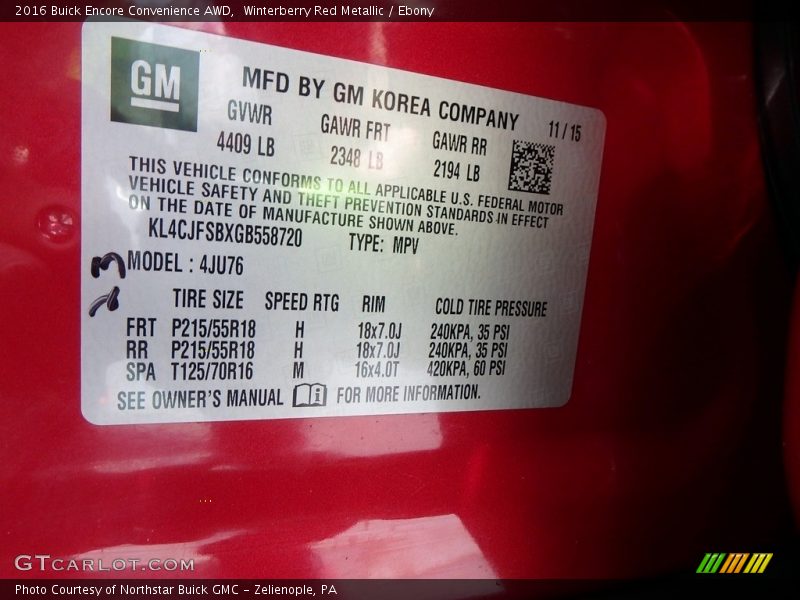 2016 Buick Encore Convenience AWD,  Winterberry Red Metallic / Ebony
GM
MFD BY GM KOREA COMPANY
11/15
GVWR GAWR FRT GAWR RR
4409 LB 2348 LB 2194 LB
THIS VEHICLE CONFORMS TO ALL APPLICABLE U.S. FEDERAL MOTOR
VEHICLE SAFETY AND THEFT PREVENTION STANDARDS IN EFFECT
ON THE DATE OF MANUFACTURE SHOWN ABOVE.
KL4CJFSBXGB558720 TYPE: MPV
MODEL : 4JU76
TIRE SIZE SPEED RTG RIM COLD TIRE PRESSURE
FRT P215/55R18 H 18x7.0J 240KPA, 35 PSI
RR P215/55R18 H 18x7.0J 240KPA, 35 PSI
SPA T125/70R16 M 16x4.0T 420KPA, 60 PSI
SEE OWNER'S MANUAL FOR MORE INFORMATION.
GTCARLOT.COM
Photo Courtesy of Northstar Buick GMC - Zelienople, PA